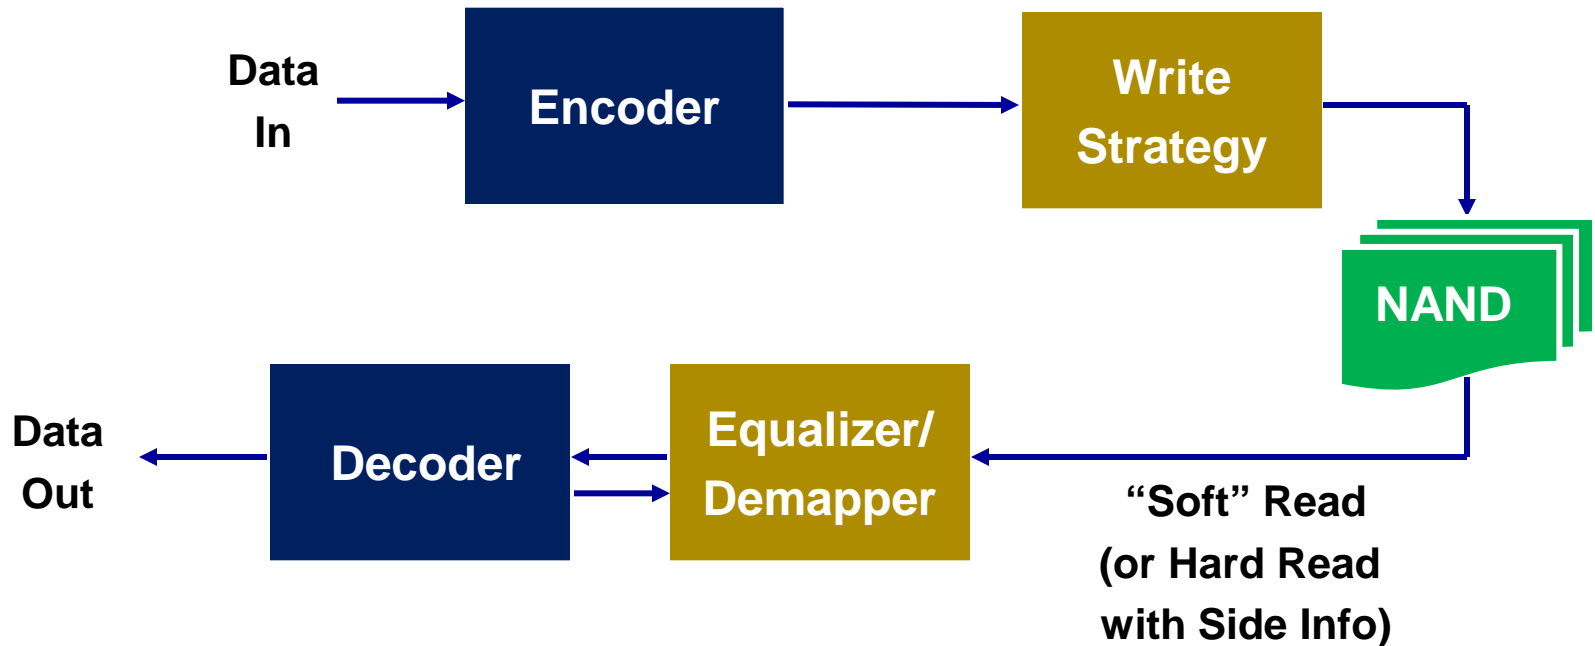 Data
In
Encoder
Write
Strategy
NAND
Data
Out
Decoder
Equalizer/
Demapper
“Soft” Read
(or Hard Read
with Side Info)